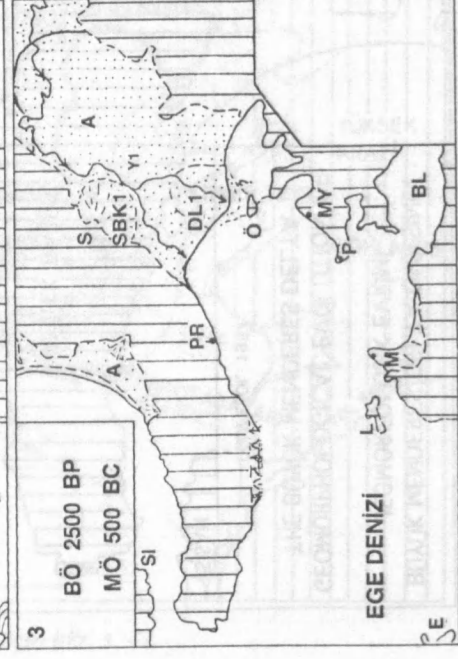 3
BÖ 2500 BP
MÖ 500 BC
SI
A
S
SBK1
Y1
A
PR
DL1
Ö
MY
P
BL
M
L
EGE DENİZİ
E